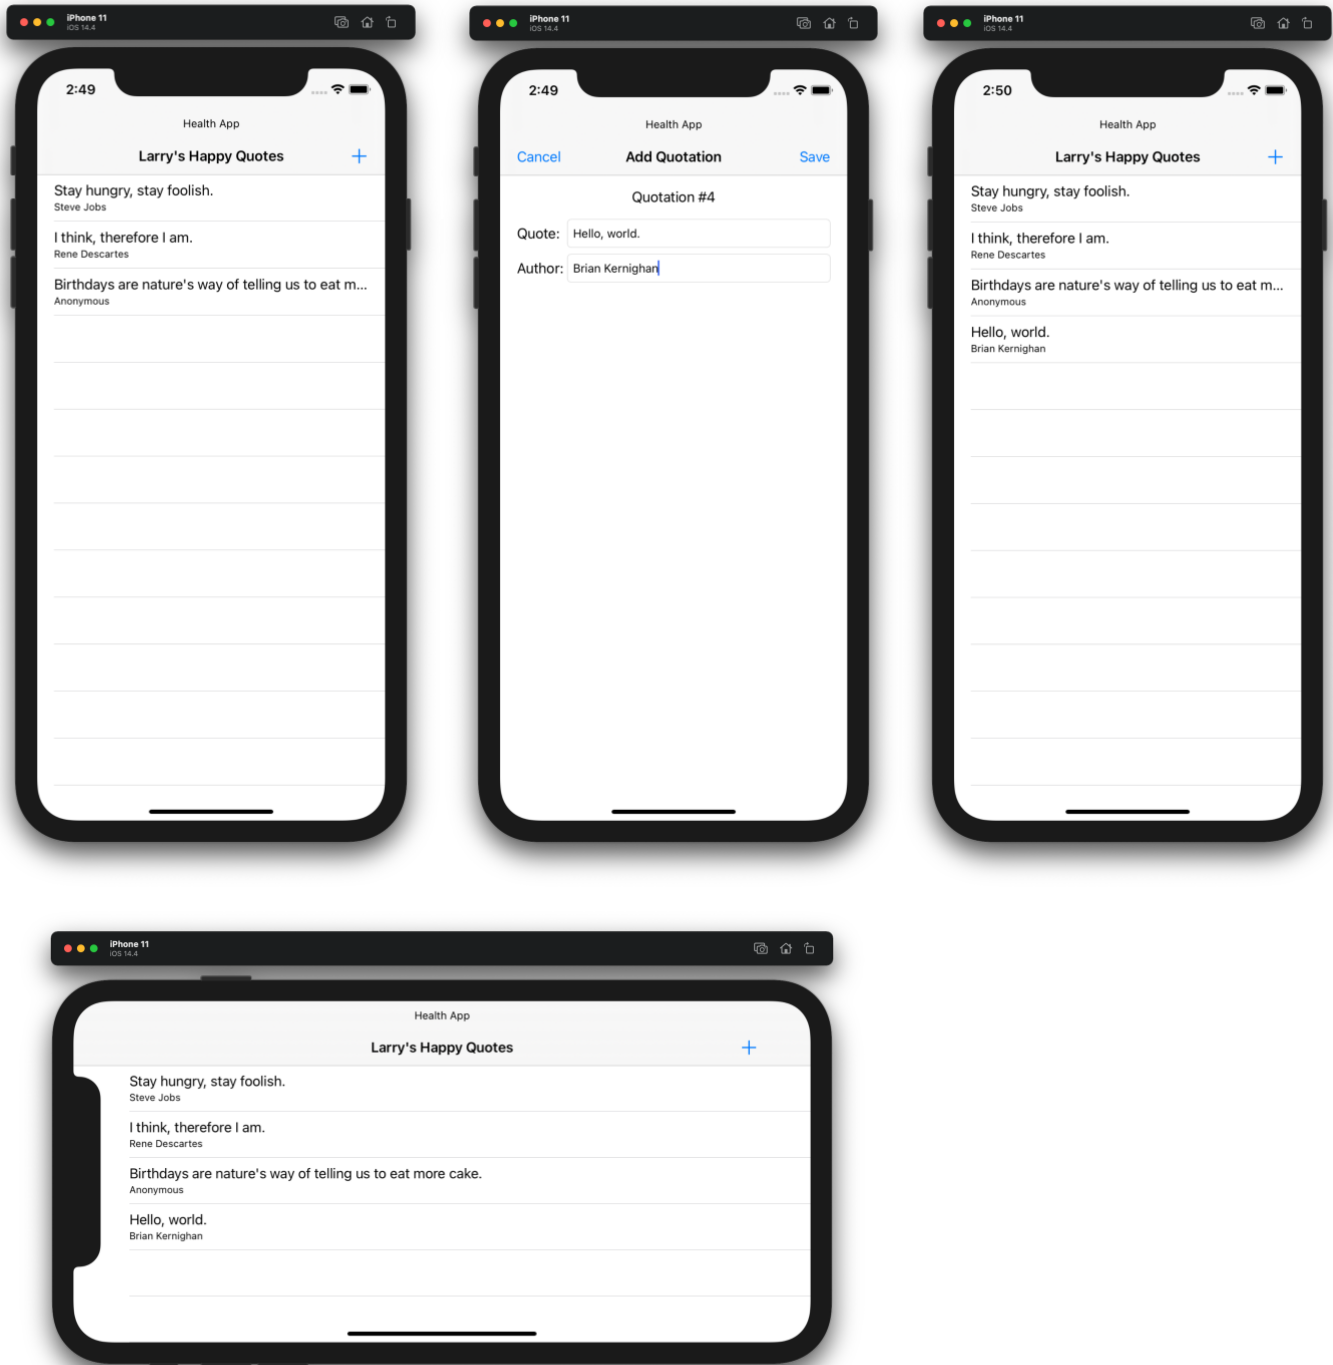 iPhone 11
iOS 14.4
2:49
Health App
Larry's Happy Quotes +
Stay hungry, stay foolish.
Steve Jobs
I think, therefore I am.
Rene Descartes
Birthdays are nature's way of telling us to eat m...
Anonymous
iPhone 11
iOS 14.4
2:49
Health App
Cancel Add Quotation Save
Quotation #4
Quote: Hello, world.
Author: Brian Kernighan
iPhone 11
iOS 14.4
2:50
Health App
Larry's Happy Quotes +
Stay hungry, stay foolish.
Steve Jobs
I think, therefore I am.
Rene Descartes
Birthdays are nature's way of telling us to eat m...
Anonymous
Hello, world.
Brian Kernighan
iPhone 11
iOS 14.4
Health App
Larry's Happy Quotes +
Stay hungry, stay foolish.
Steve Jobs
I think, therefore I am.
Rene Descartes
Birthdays are nature's way of telling us to eat more cake.
Anonymous
Hello, world.
Brian Kernighan